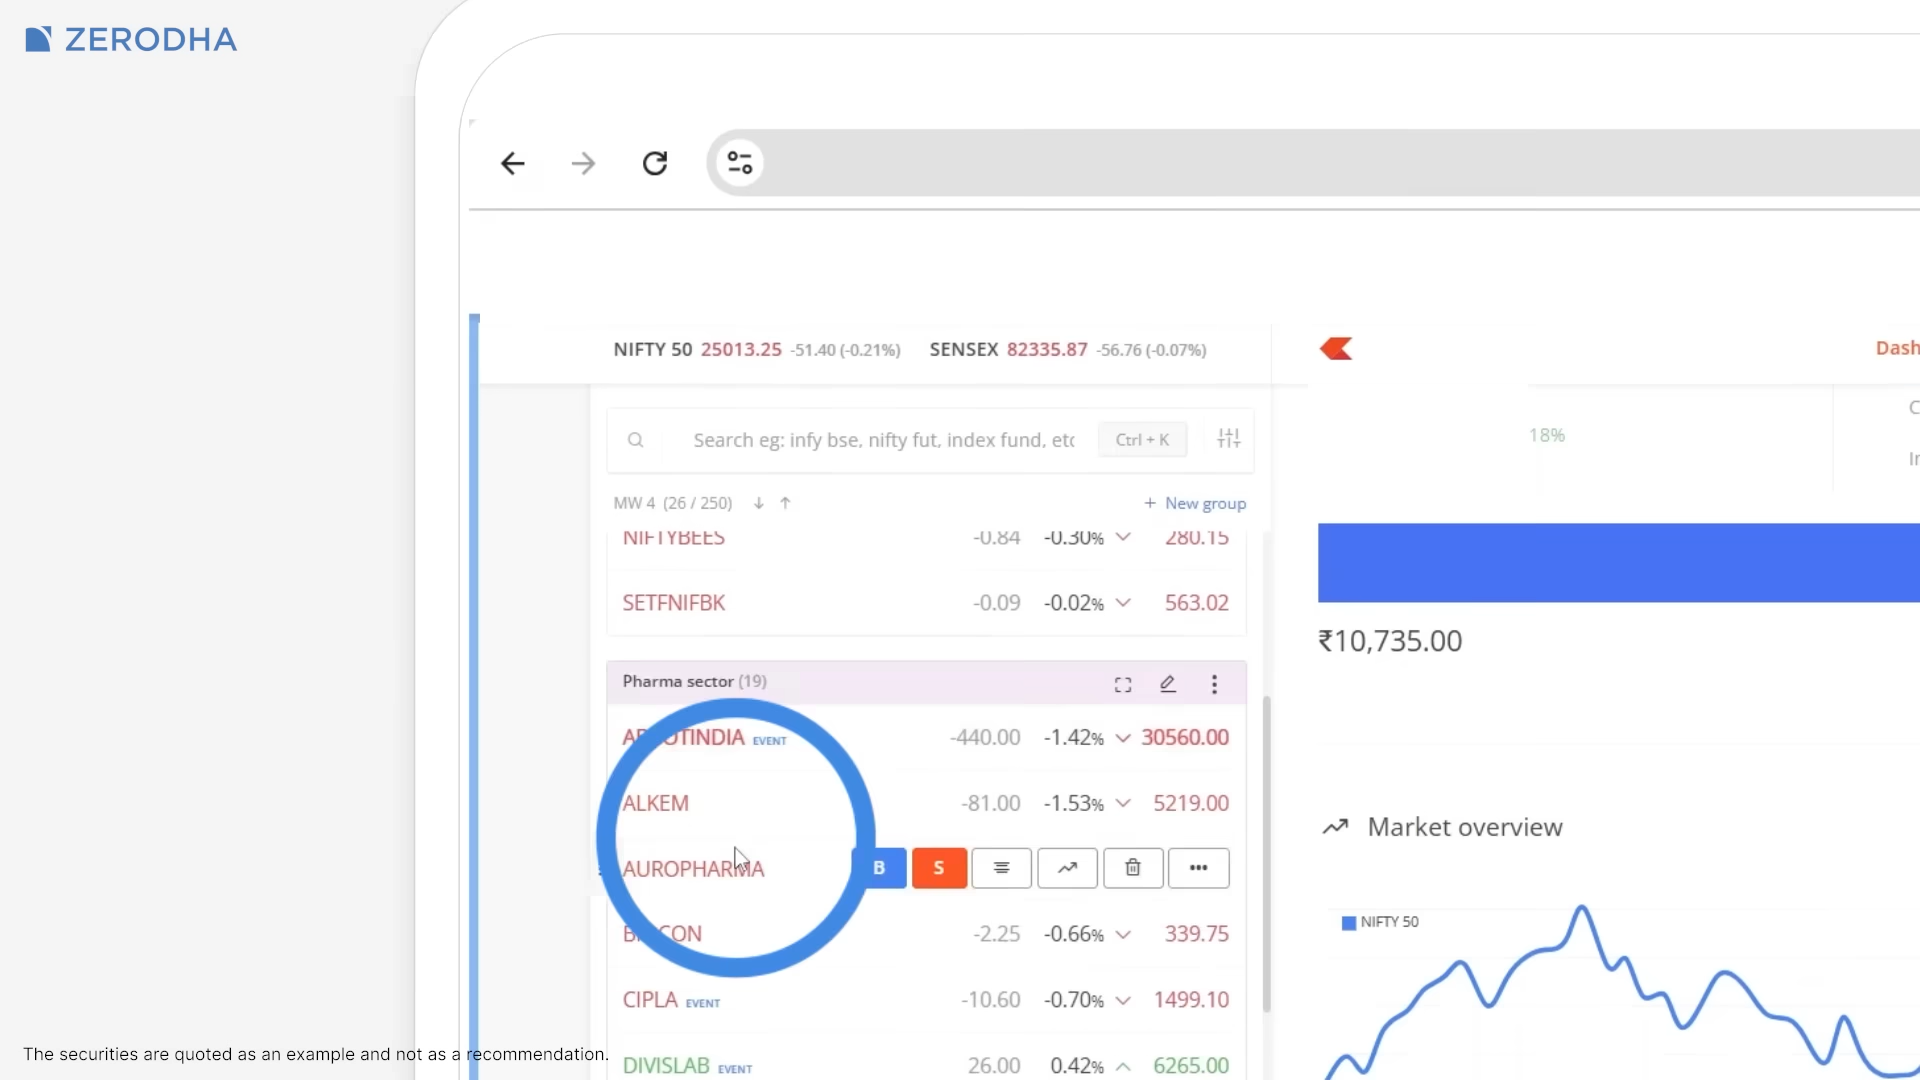 ZERODHA
NIFTY 50 25013.25 -51.40 (-0.21%) SENSEX 82335.87 -56.76 (-0.07%)
Dash
Search eg: infy bse, nifty fut, index fund, etc Ctrl + K
18%
MW 4 (26 / 250) + New group
NIFTYBEES -0.84 -0.30% 280.15
SETFNIFBK -0.09 -0.02% 563.02
₹10,735.00
Pharma sector (19)
OTINDIA EVENT -440.00 -1.42% 30560.00
ALKEM -81.00 -1.53% 5219.00
Market overview
AUROPHARMA B S
NIFTY 50
CON -2.25 -0.66% 339.75
CIPLA EVENT -10.60 -0.70% 1499.10
DIVISLAB EVENT 26.00 0.42% 6265.00
The securities are quoted as an example and not as a recommendation.